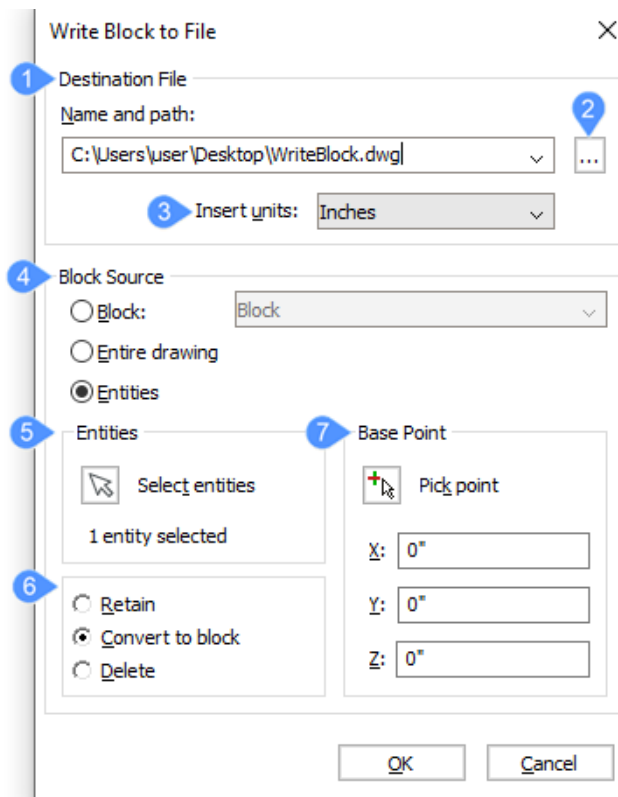 Write Block to File
1 Destination File
Name and path:
2
C:\Users\user\Desktop\WriteBlock.dwg
...
3 Insert units: Inches
4 Block Source
Block: Block
Entire drawing
Entities
5 Entities
7 Base Point
Select entities
Pick point
1 entity selected
X: 0"
6
Retain
Y: 0"
Convert to block
Delete
Z: 0"
OK Cancel